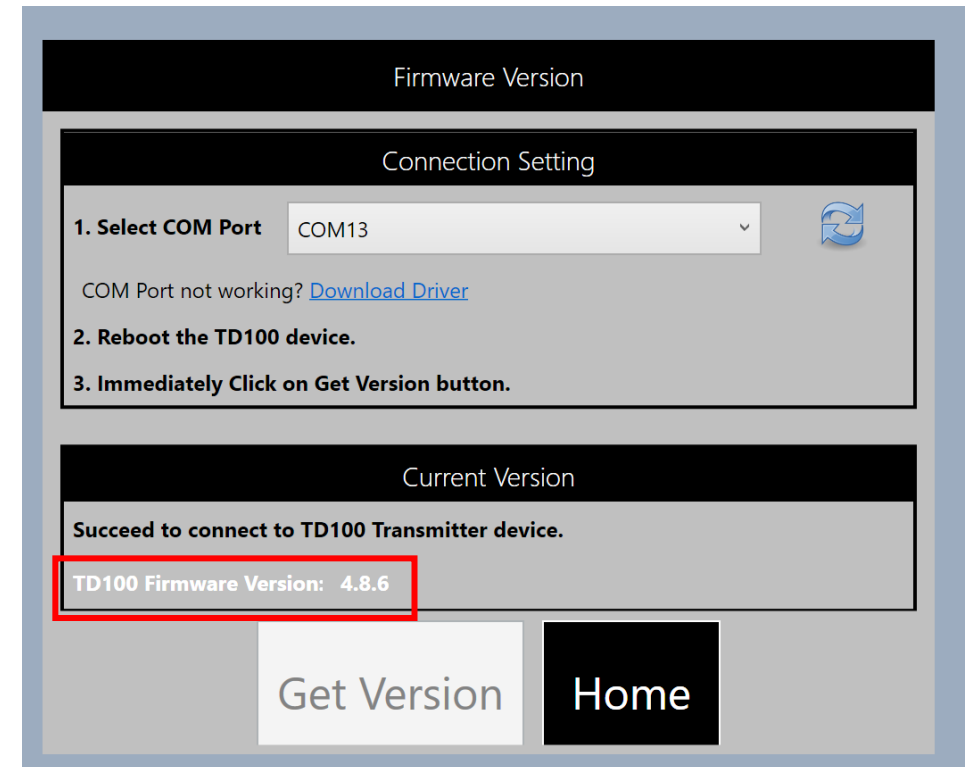 Firmware Version
Connection Setting
1. Select COM Port COM13
COM Port not working? Download Driver
2. Reboot the TD100 device.
3. Immediately Click on Get Version button.
Current Version
Succeed to connect to TD100 Transmitter device.
TD100 Firmware Version: 4.8.6
Get Version Home